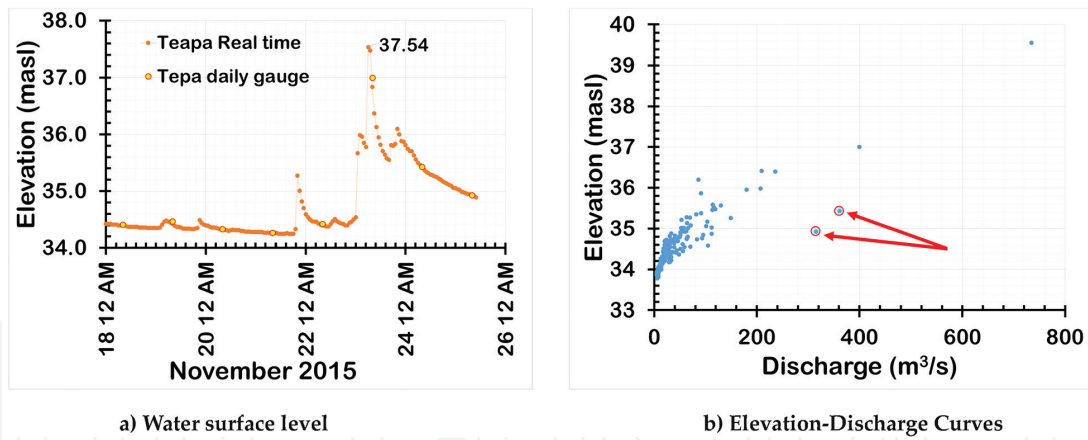 38.0
37.0
36.0
35.0
34.0
Elevation (masl)
Teapa Real time
Tepa daily gauge
37.54
18 12 AM
20 12 AM
22 12 AM
24 12 AM
26 12 AM
November 2015
a) Water surface level
40
39
38
37
36
35
34
33
Elevation (masl)
0
200
400
600
800
Discharge (m³/s)
b) Elevation-Discharge Curves